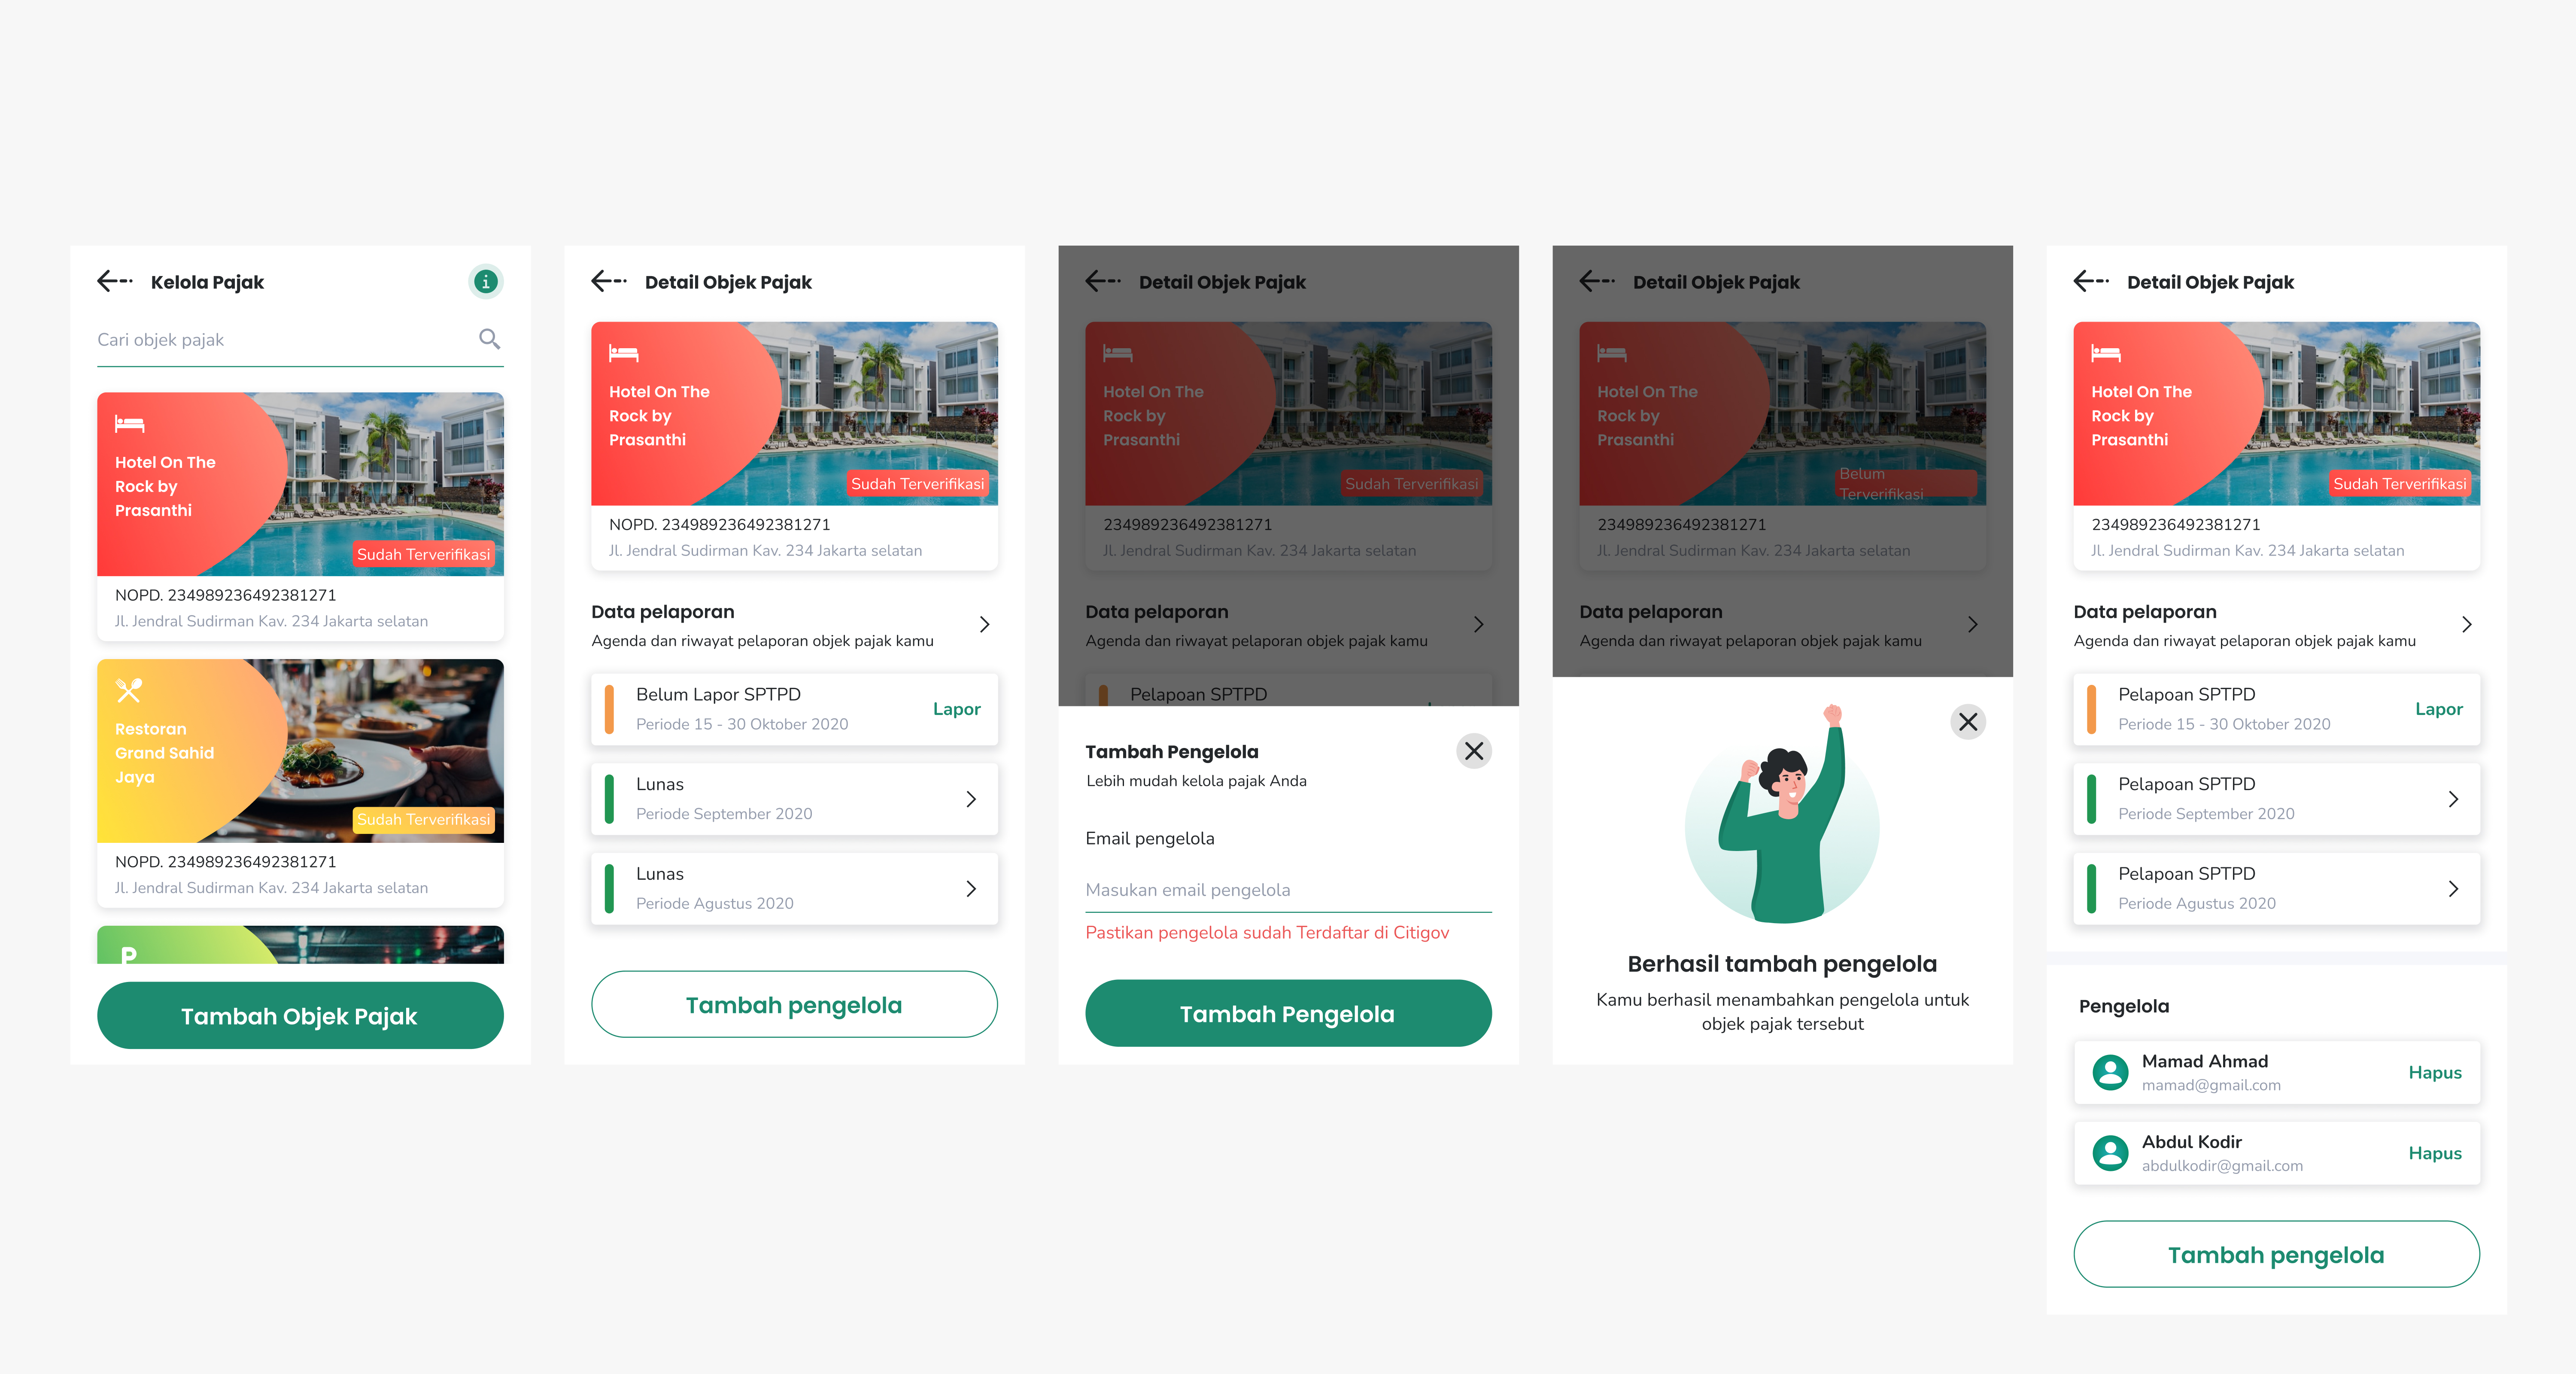 Kelola Pajak
Cari objek pajak
Hotel On The
Rock by
Prasanthi
Sudah Terverifikasi
NOPD. 234989236492381271
Jl. Jendral Sudirman Kav. 234 Jakarta selatan
Restoran
Grand Sahid
Jaya
Sudah Terverifikasi
NOPD. 234989236492381271
Jl. Jendral Sudirman Kav. 234 Jakarta selatan
P
Tambah Objek Pajak
Detail Objek Pajak
Hotel On The
Rock by
Prasanthi
Sudah Terverifikasi
NOPD. 234989236492381271
Jl. Jendral Sudirman Kav. 234 Jakarta selatan
Data pelaporan
Agenda dan riwayat pelaporan objek pajak kamu
Belum Lapor SPTPD
Periode 15 - 30 Oktober 2020
Lapor
Lunas
Periode September 2020
Lunas
Periode Agustus 2020
Tambah pengelola
Detail Objek Pajak
Hotel On The
Rock by
Prasanthi
Sudah Terverifikasi
234989236492381271
Jl. Jendral Sudirman Kav. 234 Jakarta selatan
Data pelaporan
Agenda dan riwayat pelaporan objek pajak kamu
Pelapoan SPTPD
Tambah Pengelola
Lebih mudah kelola pajak Anda
Email pengelola
Masukan email pengelola
Pastikan pengelola sudah Terdaftar di Citigov
Tambah Pengelola
Detail Objek Pajak
Hotel On The
Rock by
Prasanthi
Belum
Terverifikasi
234989236492381271
Jl. Jendral Sudirman Kav. 234 Jakarta selatan
Data pelaporan
Agenda dan riwayat pelaporan objek pajak kamu
Berhasil tambah pengelola
Kamu berhasil menambahkan pengelola untuk
objek pajak tersebut
Detail Objek Pajak
Hotel On The
Rock by
Prasanthi
Sudah Terverifikasi
234989236492381271
Jl. Jendral Sudirman Kav. 234 Jakarta selatan
Data pelaporan
Agenda dan riwayat pelaporan objek pajak kamu
Pelapoan SPTPD
Periode 15 - 30 Oktober 2020
Lapor
Pelapoan SPTPD
Periode September 2020
Pelapoan SPTPD
Periode Agustus 2020
Pengelola
Mamad Ahmad
mamad@gmail.com
Hapus
Abdul Kodir
abdulkodir@gmail.com
Hapus
Tambah pengelola